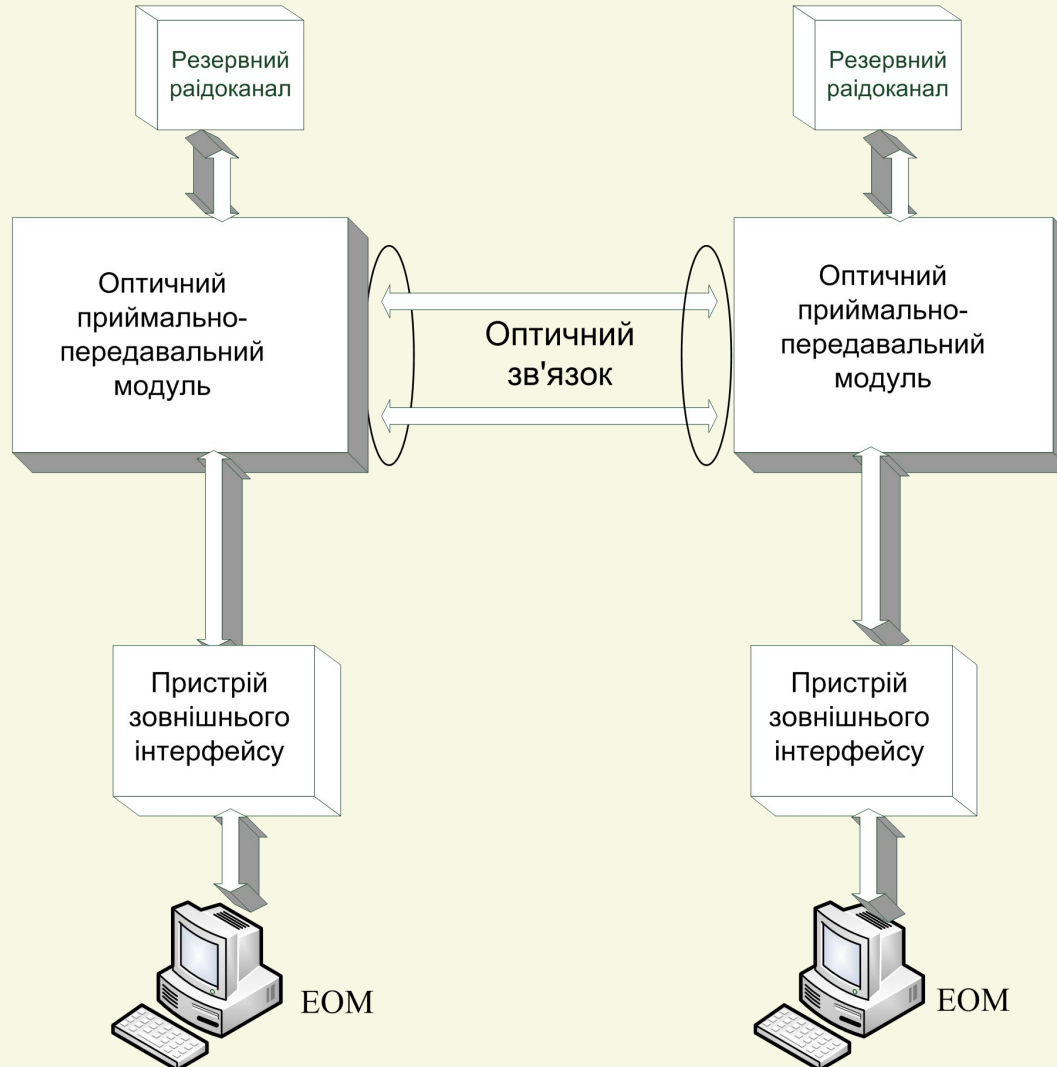 Резервний
раідоканал
Резервний
раідоканал
Оптичний
приймально-
передавальний
модуль
Оптичний
зв'язок
Оптичний
приймально-
передавальний
модуль
Пристрій
зовнішнього
інтерфейсу
Пристрій
зовнішнього
інтерфейсу
ЕОМ
ЕОМ